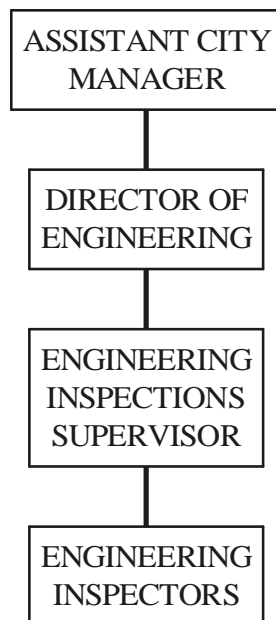 ASSISTANT CITY
MANAGER
DIRECTOR OF
ENGINEERING
ENGINEERING
INSPECTIONS
SUPERVISOR
ENGINEERING
INSPECTORS